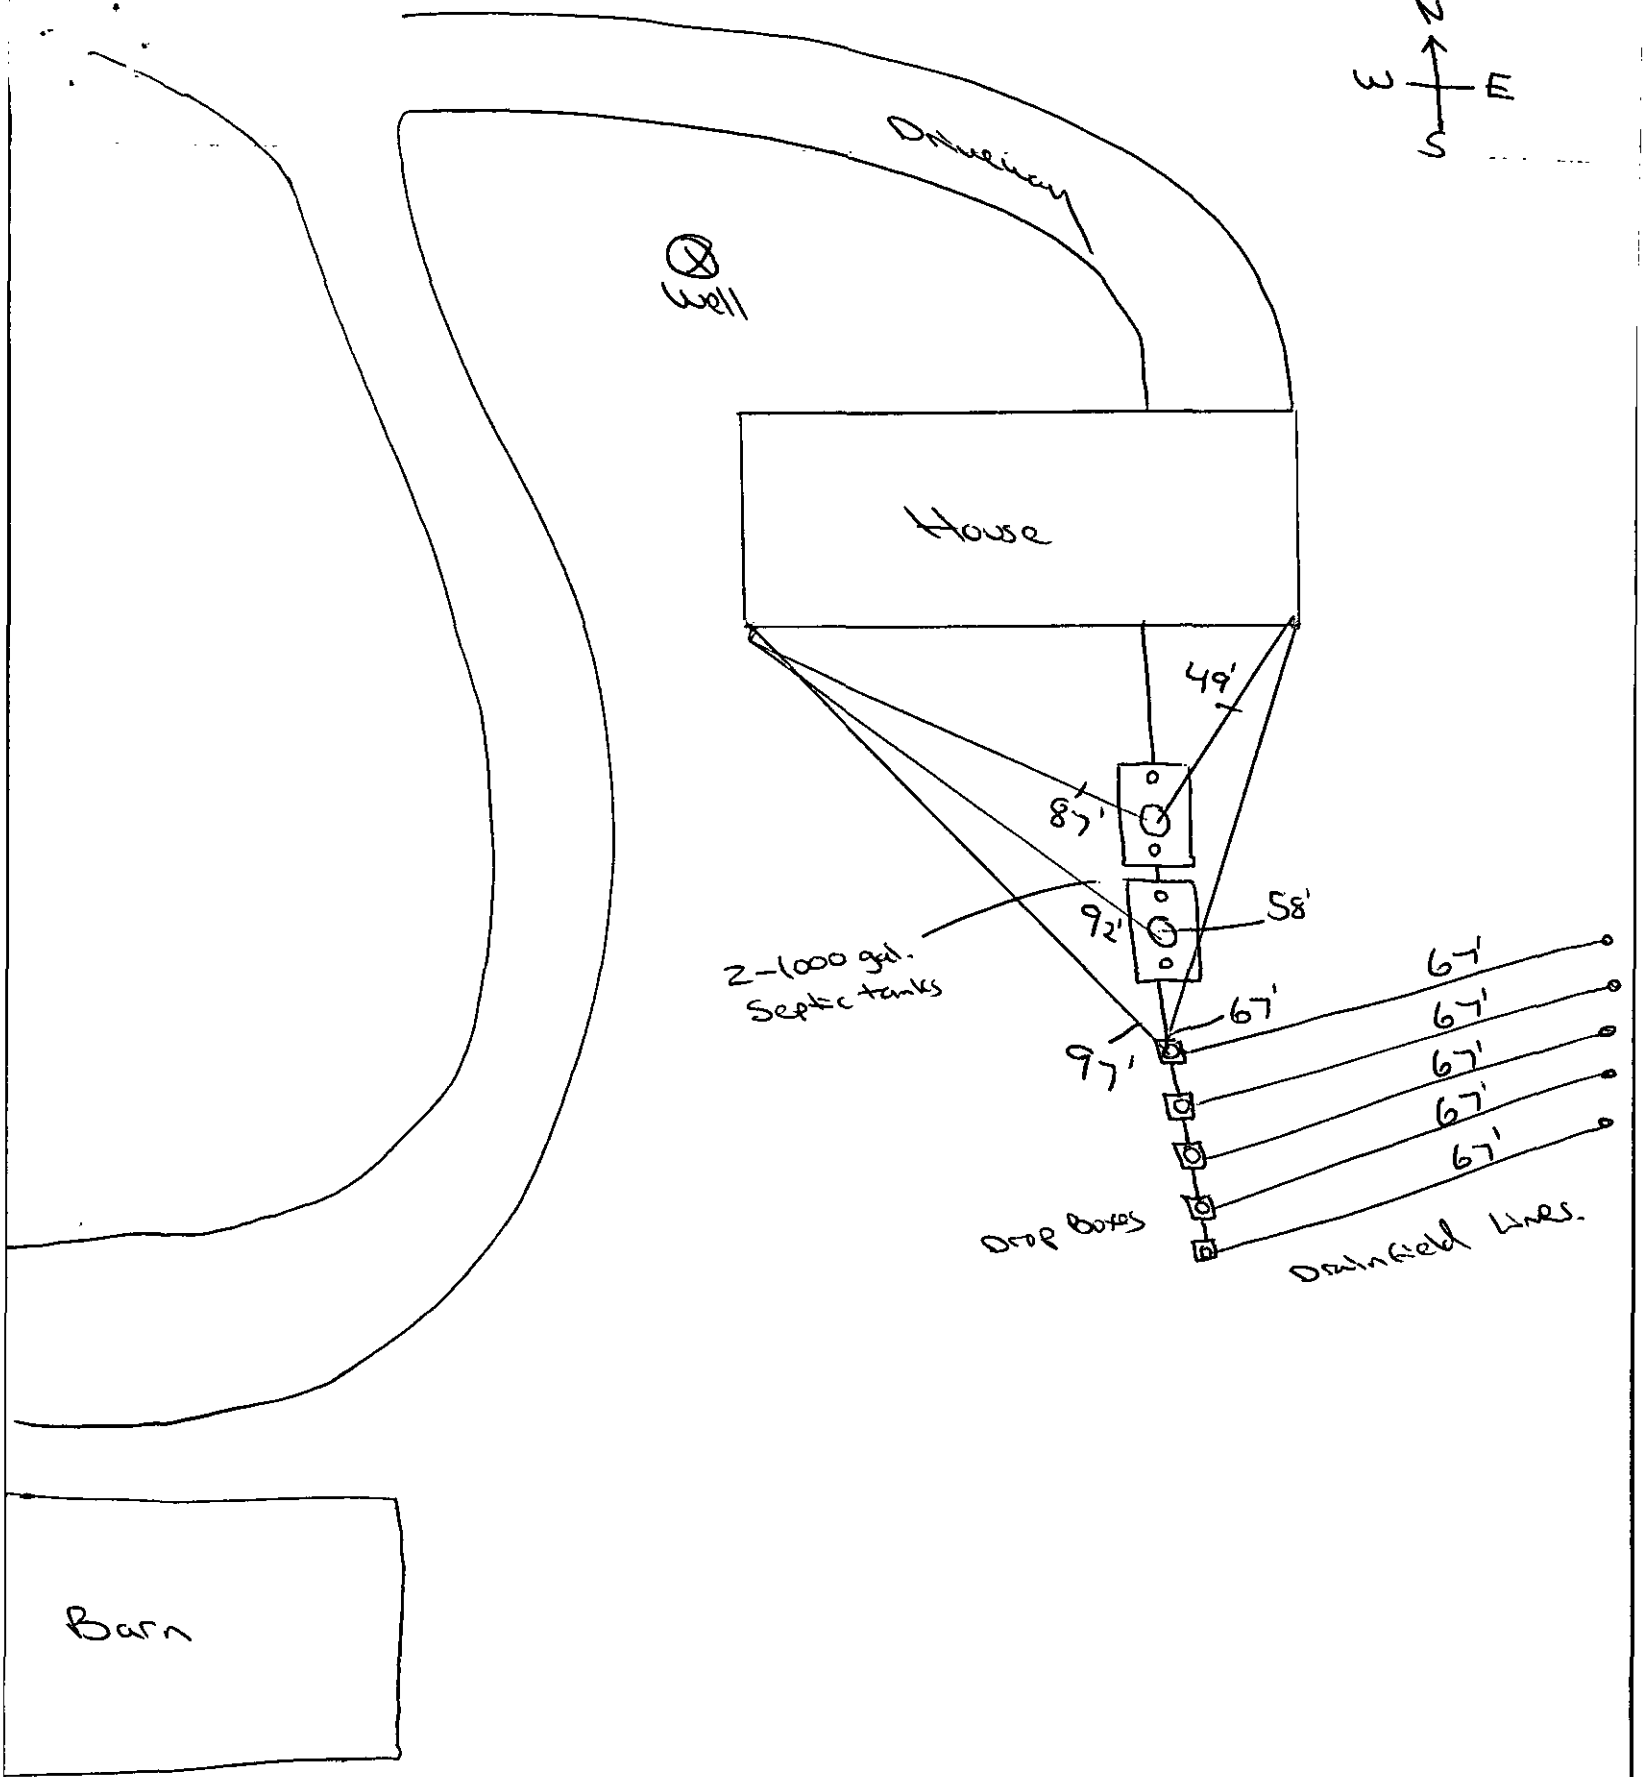 N
W E
S
Driveway
Well
House
49'
87'
92'
58'
2-1000 gal.
Septic tanks
67'
97'
67'
67'
67'
67'
67'
Drop Boxes
Drainfield Lines.
Barn